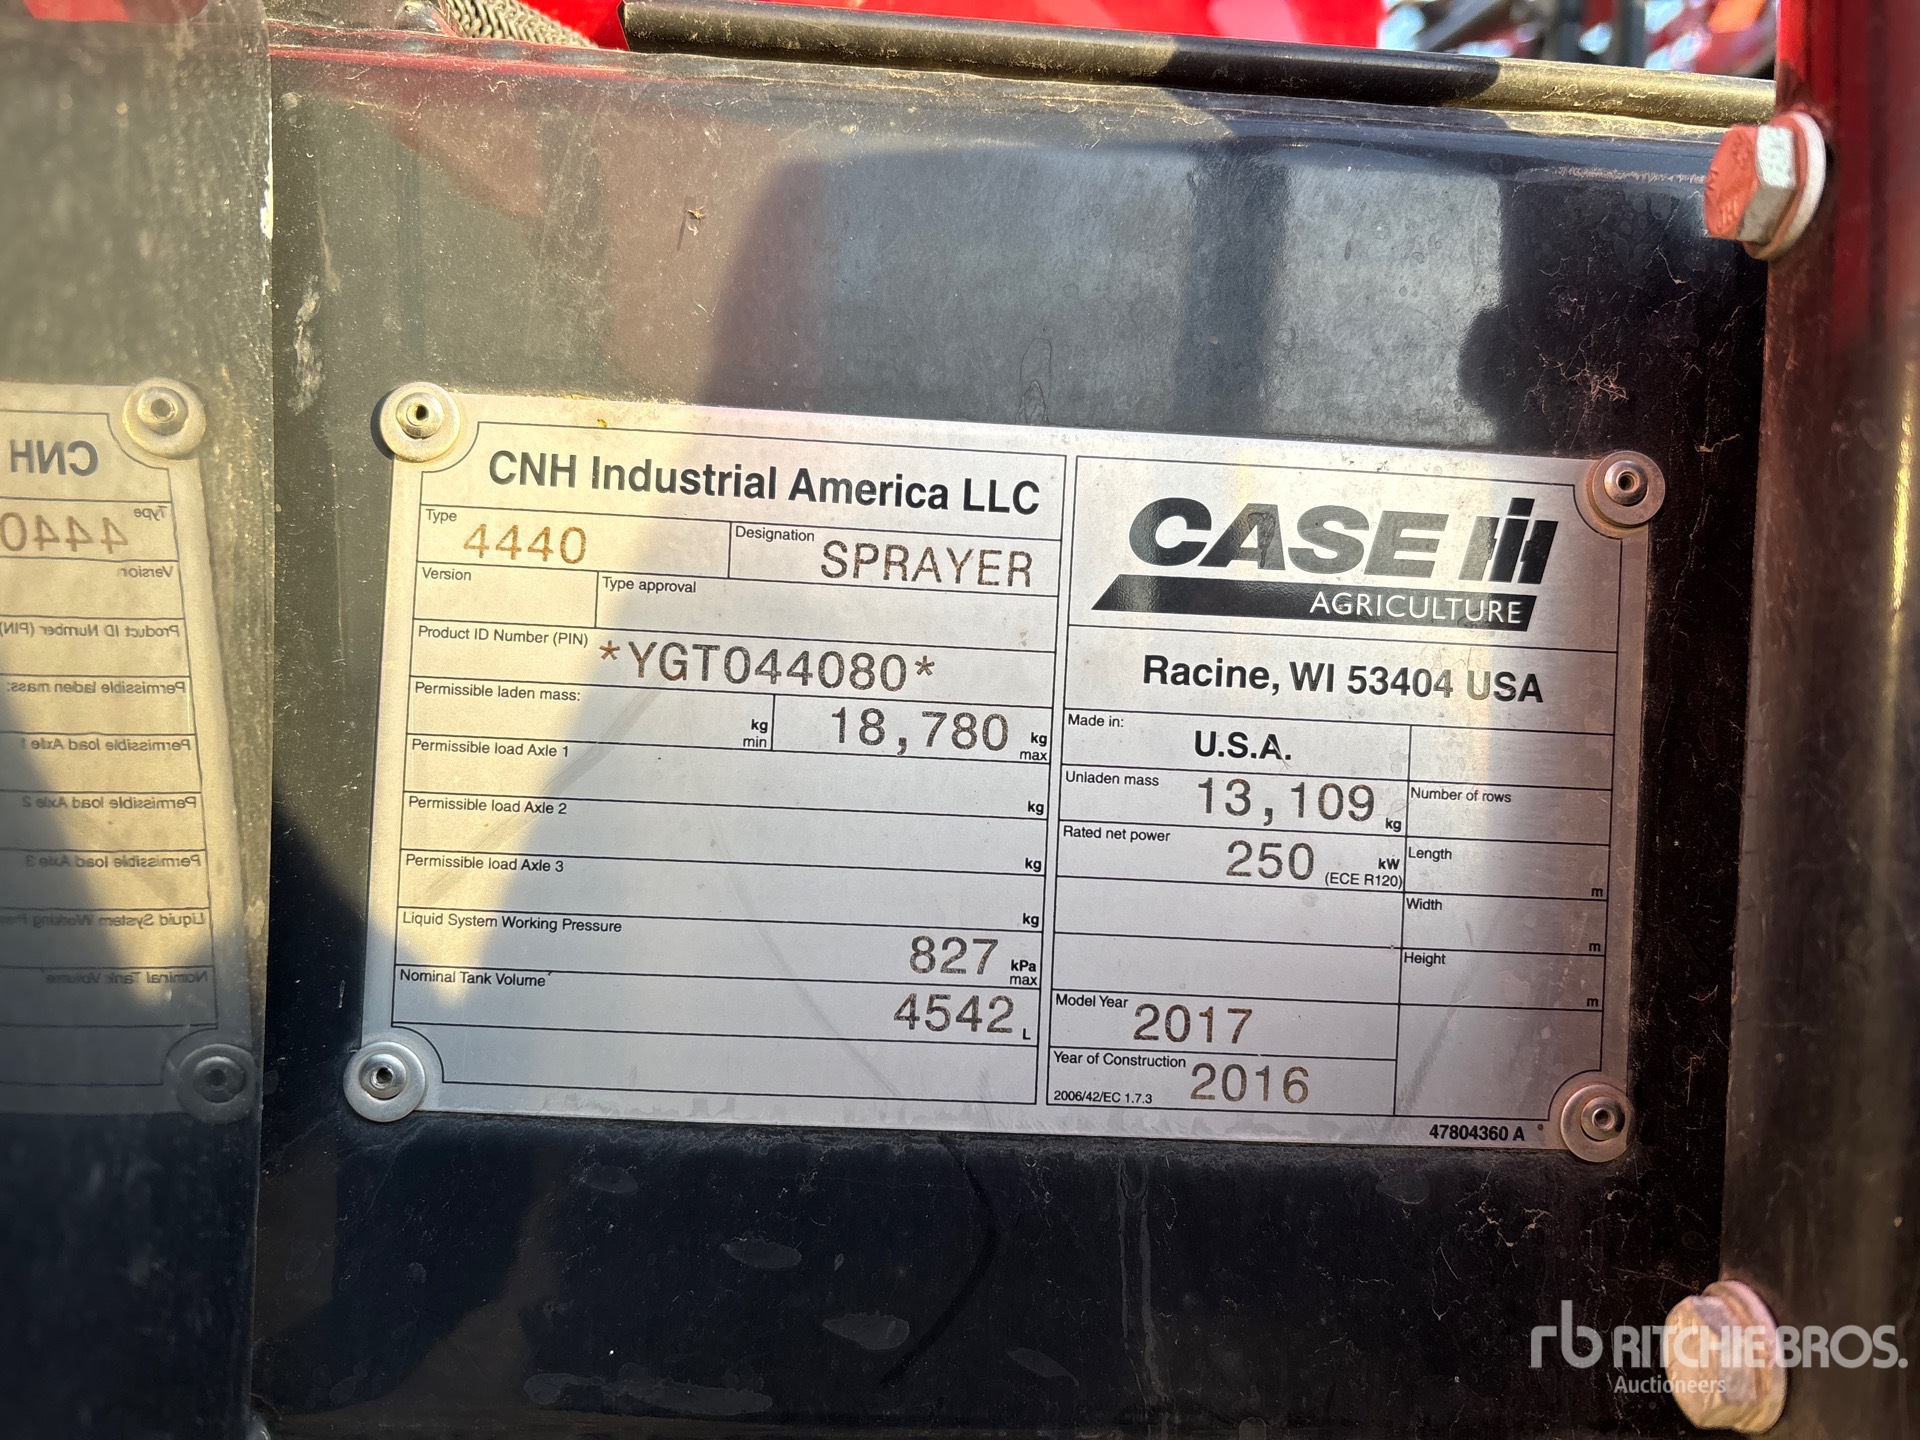 CNH Industrial America LLC
Type 4440
Designation SPRAYER
Version
Type approval
Product ID Number (PIN) *YGT044080*
Permissible laden mass: kg min 18,780 kg max
Permissible load Axle 1 kg
Permissible load Axle 2 kg
Permissible load Axle 3 kg
Liquid System Working Pressure 827 kPa max
Nominal Tank Volume 4542 L
CASE IH
AGRICULTURE
Racine, WI 53404 USA
Made in: U.S.A.
Unladen mass 13,109 kg
Number of rows
Rated net power 250 kW (ECE R120)
Length m
Width m
Height m
Model Year 2017
Year of Construction 2016
2006/42/EC 1.7.3
47804360 A
CNH
Type
4440
Version
Product ID Number (PIN)
Permissible laden mass:
Permissible load Axle 1
Permissible load Axle 2
Permissible load Axle 3
Liquid System Working Pre
Nominal Tank Volume
rb RITCHIE BROS.
Auctioneers